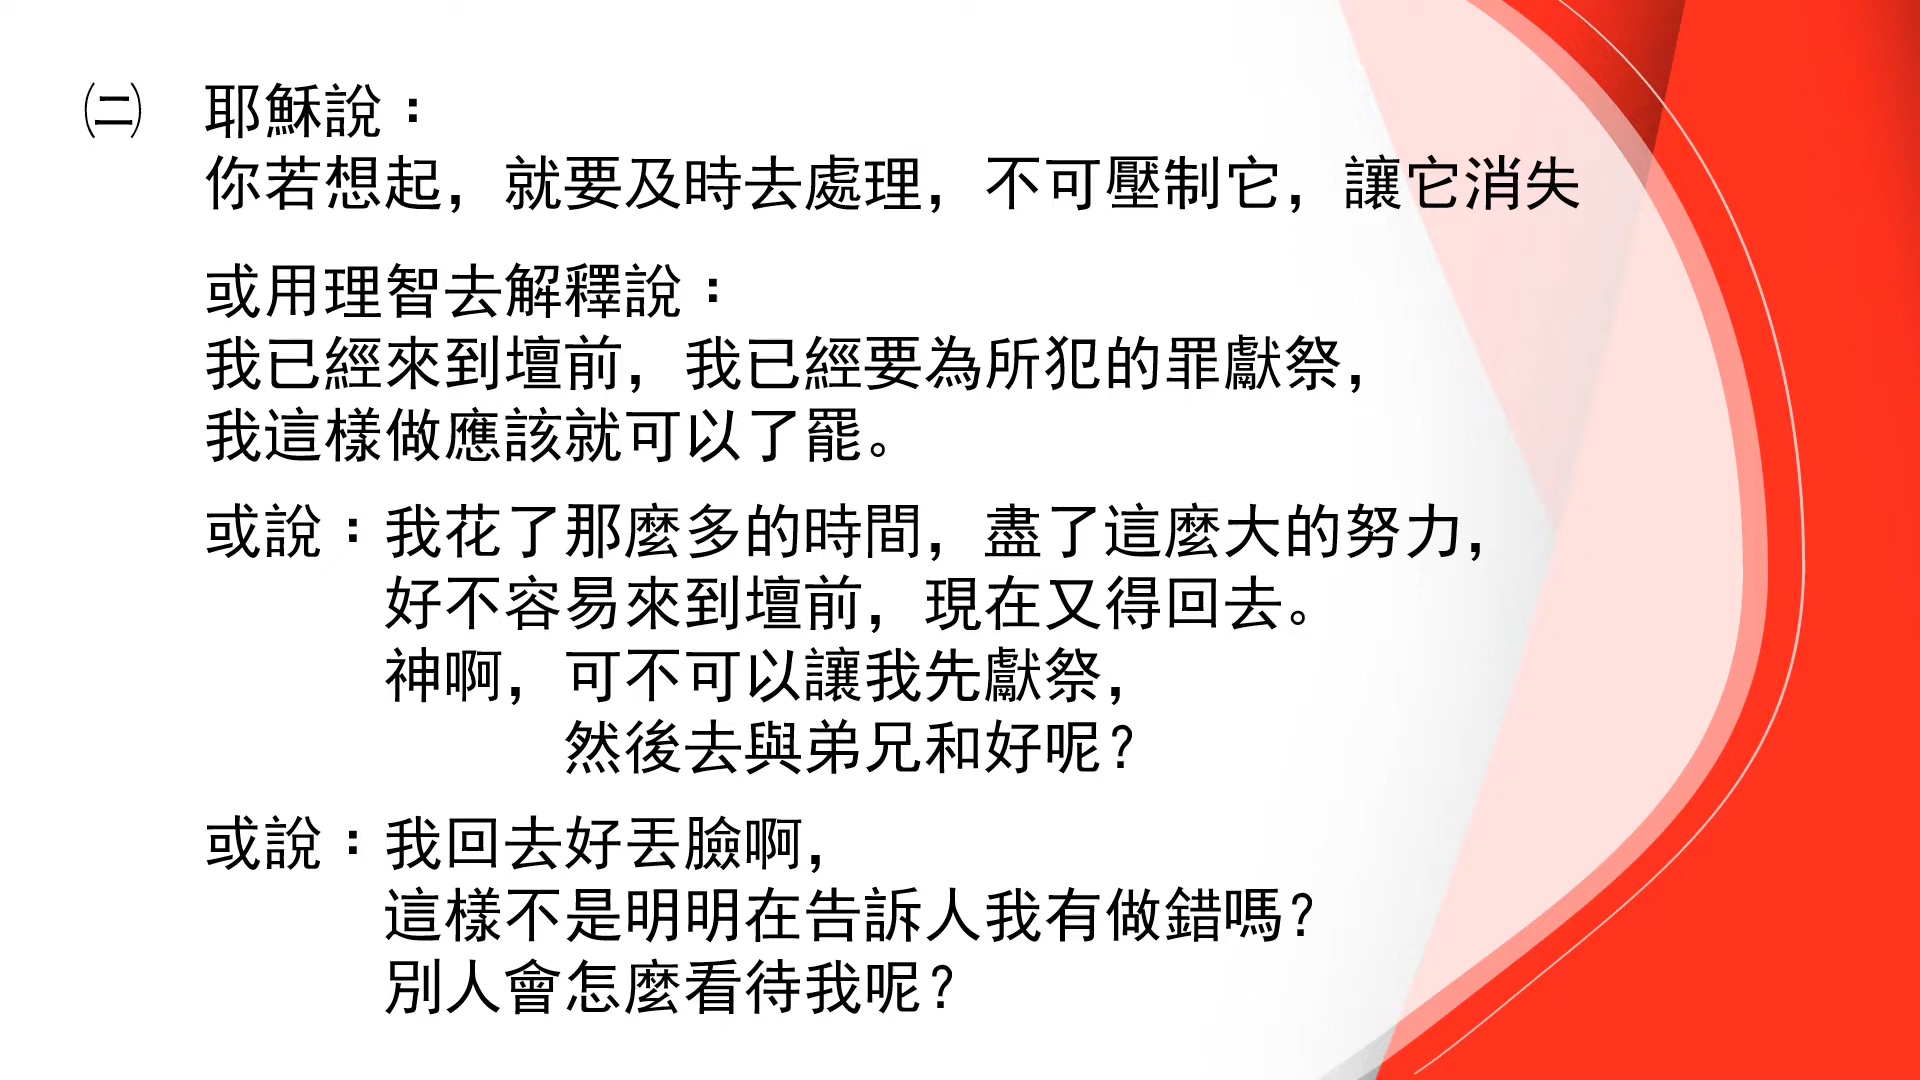 ㈡ 耶穌說：
你若想起，就要及時去處理，不可壓制它，讓它消失
或用理智去解釋說：
我已經來到壇前，我已經要為所犯的罪獻祭，
我這樣做應該就可以了罷。
或說：我花了那麼多的時間，盡了這麼大的努力，
好不容易來到壇前，現在又得回去。
神啊，可不可以讓我先獻祭，
然後去與弟兄和好呢？
或說：我回去好丟臉啊，
這樣不是明明在告訴人我有做錯嗎？
別人會怎麼看待我呢？